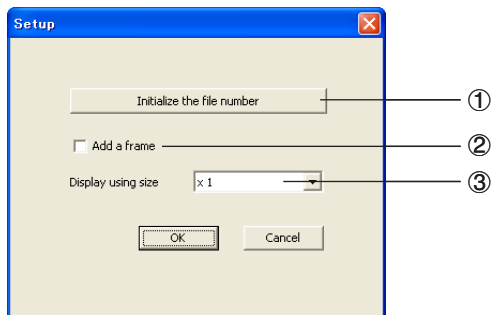 Setup
Initialize the file number ①
Add a frame ②
Display using size x 1 ③
OK Cancel